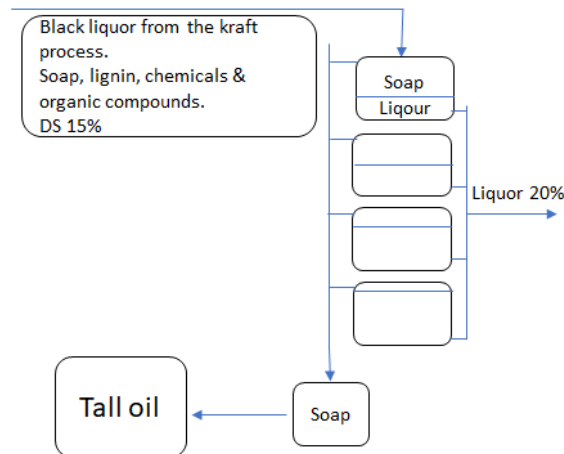 Black liquor from the kraft
process.
Soap, lignin, chemicals &
organic compounds.
DS 15%
Soap
Liqour
Liquor 20%
Tall oil
Soap